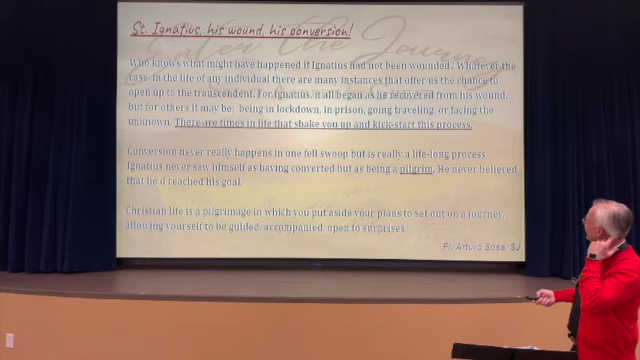 St. Ignatius, his wound, his conversion!
Enter the Journey
Who knows what might have happened if Ignatius had not been wounded? Whatever the
case, in the life of any individual there are many instances that offer us the chance to
open up to the transcendent. For Ignatius, it all began as he recovered from his wound,
but for others it may be; being in lockdown, in prison, going traveling, or facing the
unknown. There are times in life that shake you up and kick-start this process.
Conversion never really happens in one fell swoop but is really a life-long process
Ignatius never saw himself as having converted but as being a pilgrim. He never believed
that he'd reached his goal.
Christian life is a pilgrimage in which you put aside your plans to set out on a journey,
allowing yourself to be guided, accompanied, open to surprises.
Fr. Arturo Sosa, SJ